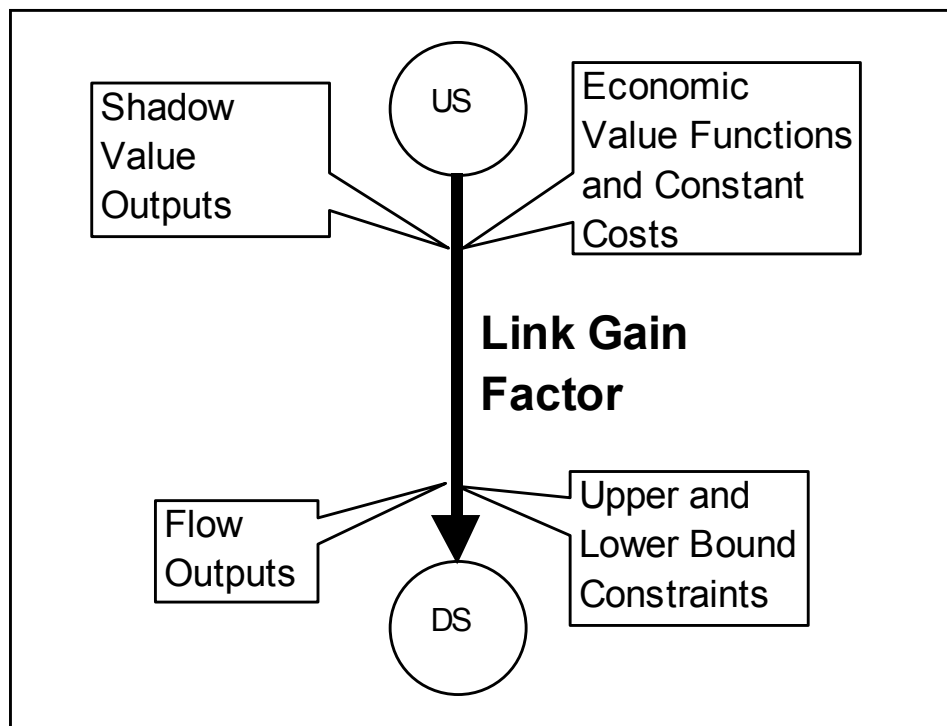 US
Shadow
Value
Outputs
Economic
Value Functions
and Constant
Costs
Link Gain
Factor
Flow
Outputs
Upper and
Lower Bound
Constraints
DS